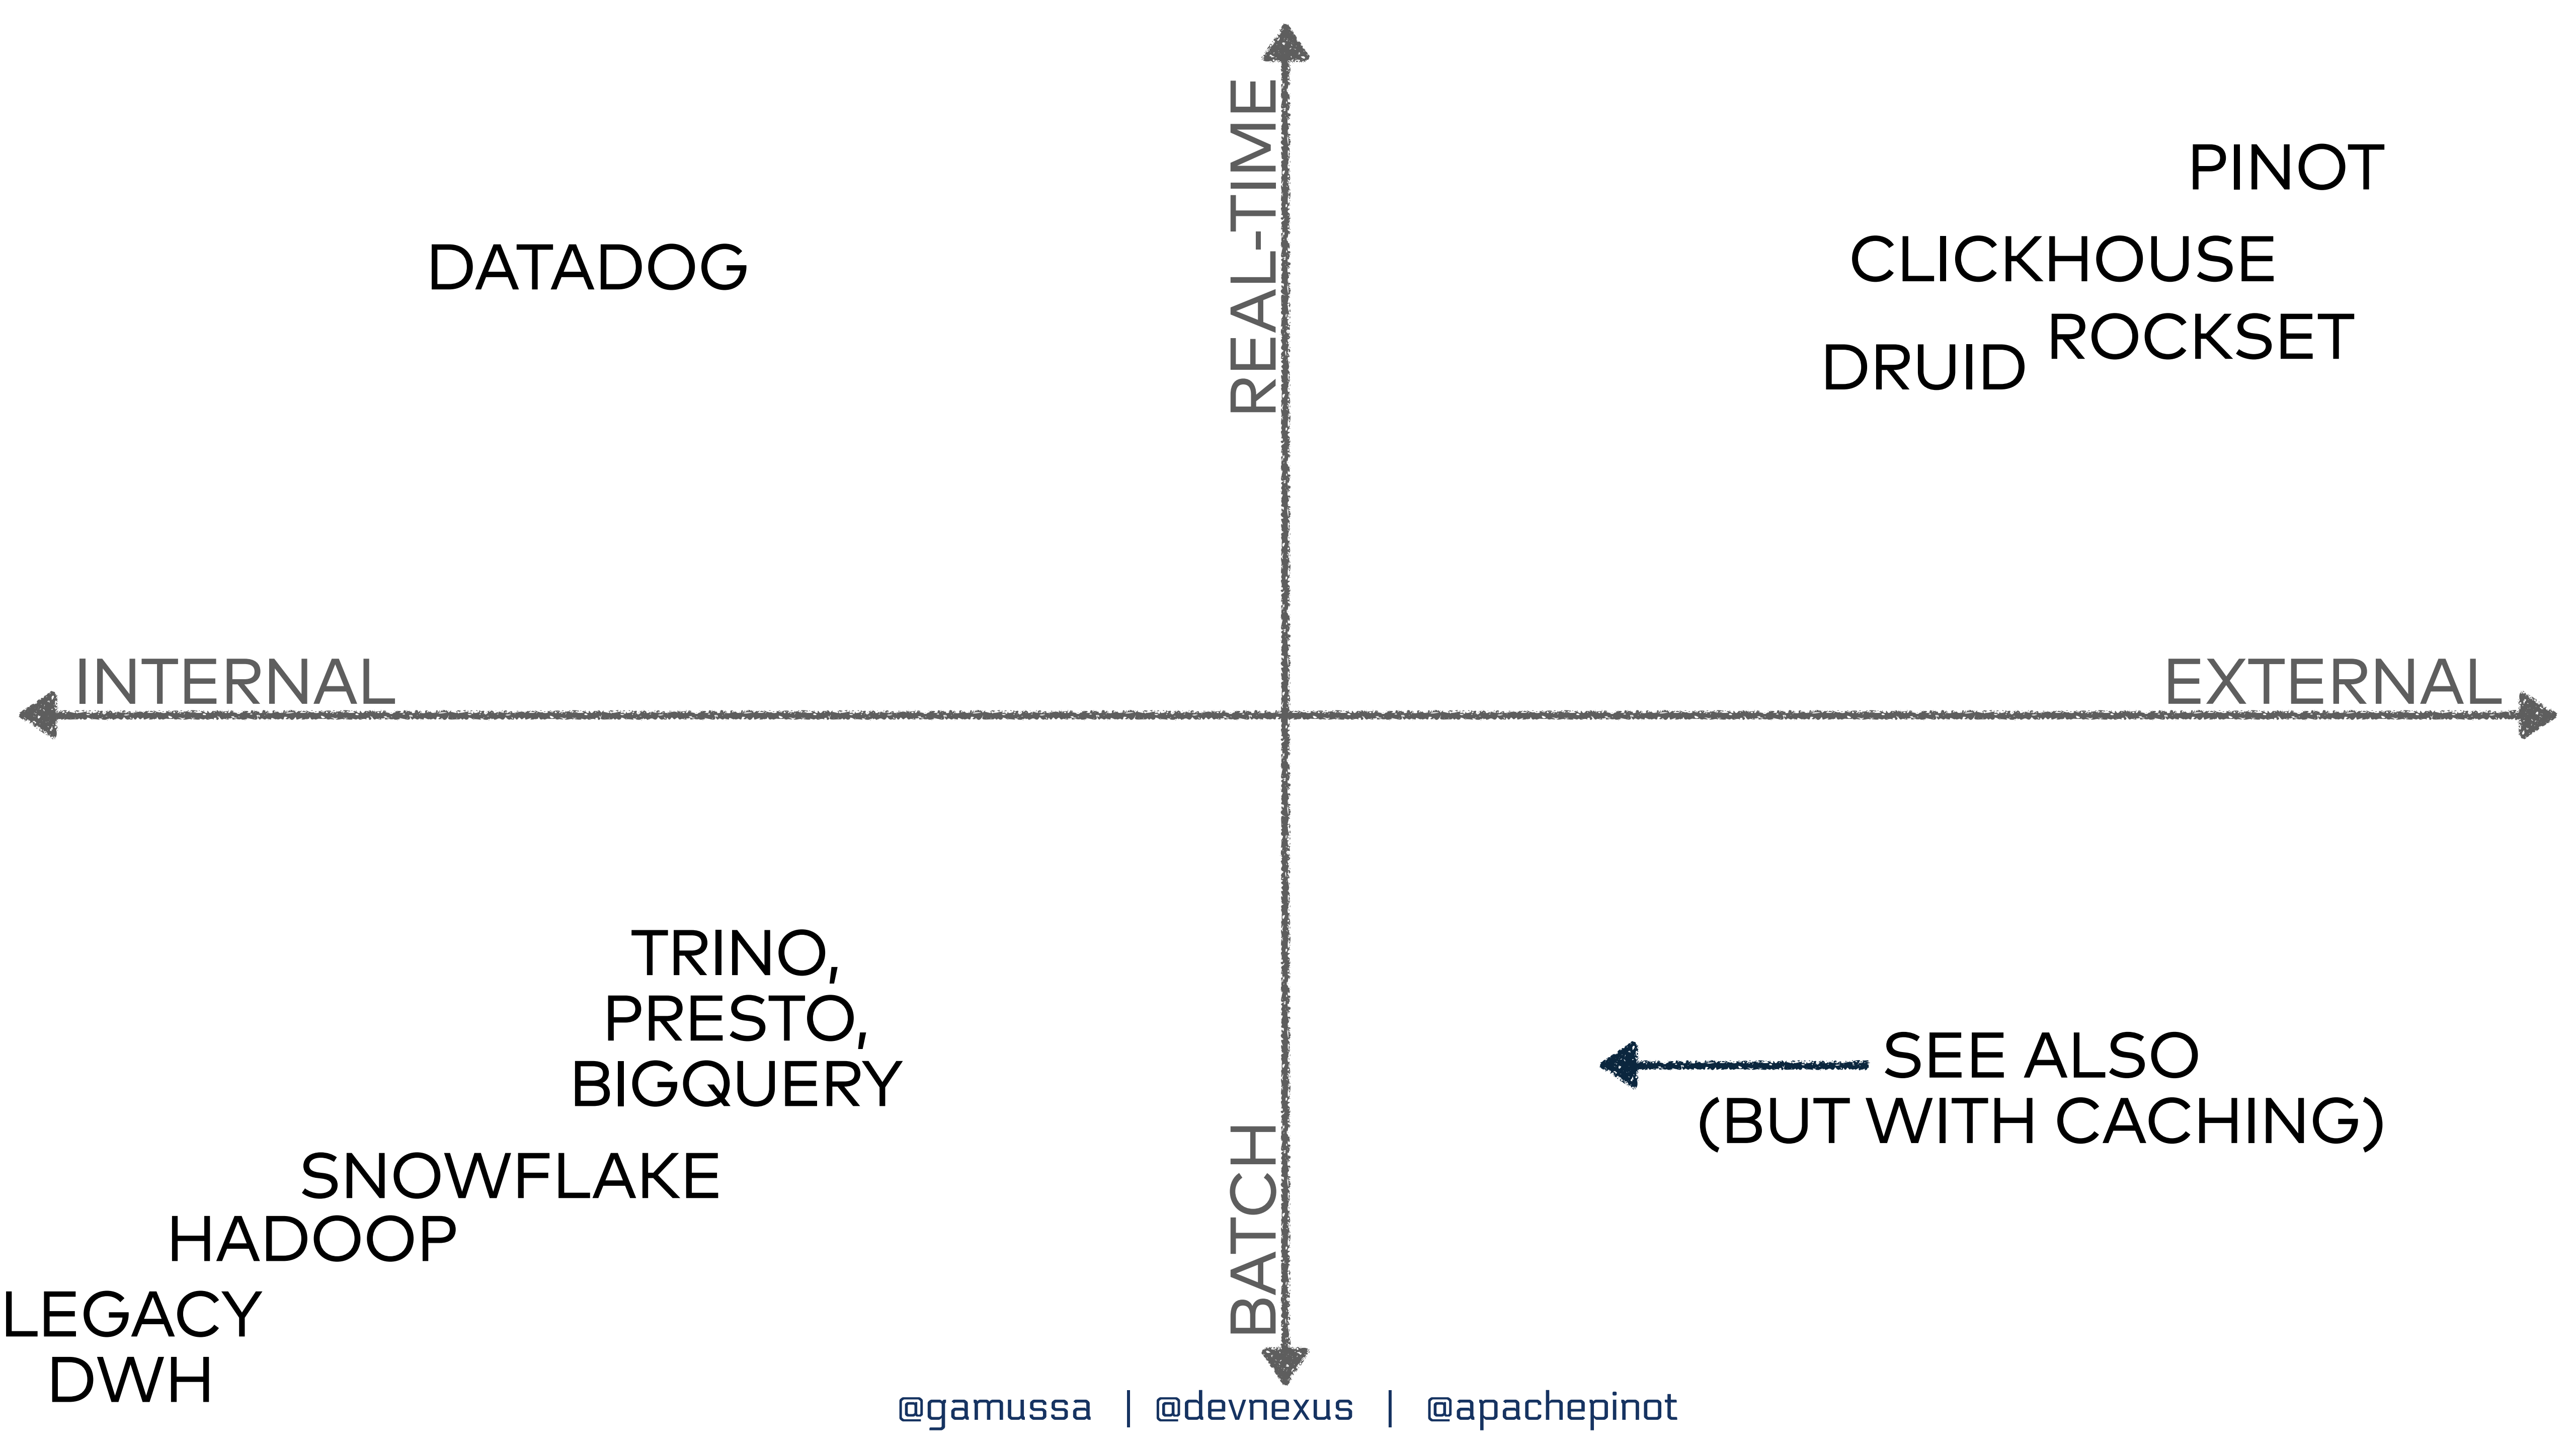 REAL-TIME
PINOT
DATADOG
CLICKHOUSE
ROCKSET
DRUID
INTERNAL
EXTERNAL
TRINO,
PRESTO,
BIGQUERY
SEE ALSO
(BUT WITH CACHING)
SNOWFLAKE
HADOOP
BATCH
LEGACY
DWH
@gamussa | @devnexus | @apachepinot